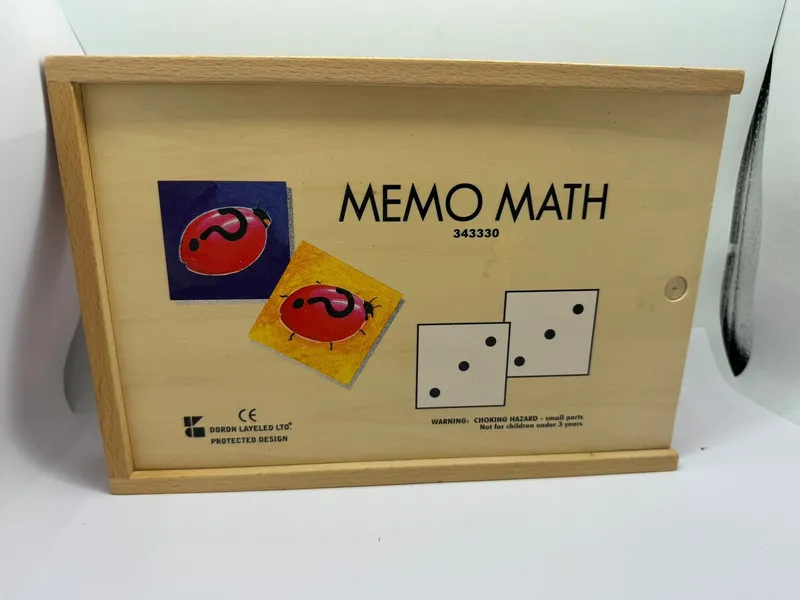 MEMO MATH
343330
? 
?
WARNING: CHOKING HAZARD - small parts
Not for children under 3 years
CE
DORON LAYELED LTD.®
PROTECTED DESIGN